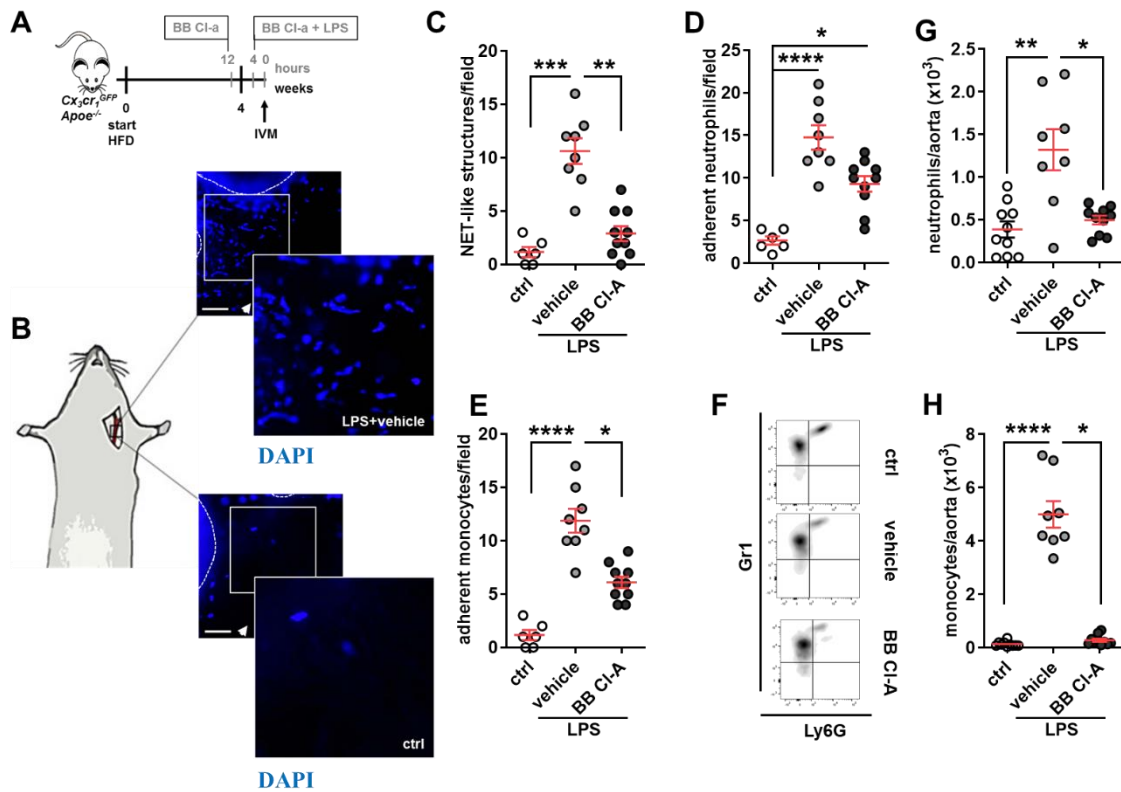 A
BB Cl-a
BB Cl-a + LPS
12
4
0
hours
weeks
Cx3cr1GFP
Apoe-/-
0
4
start
HFD
IVM
B
LPS+vehicle
DAPI
ctrl
DAPI
C
NET-like structures/field
20
15
10
5
0
***
**
ctrl
vehicle
BB Cl-A
LPS
D
adherent neutrophils/field
25
20
15
10
5
0
*
****
ctrl
vehicle
BB Cl-A
LPS
G
neutrophils/aorta (x10³)
2.5
2.0
1.5
1.0
0.5
0.0
**
*
ctrl
vehicle
BB Cl-A
LPS
E
adherent monocytes/field
20
15
10
5
0
****
*
ctrl
vehicle
BB Cl-A
LPS
F
Gr1
ctrl
vehicle
BB Cl-A
Ly6G
H
monocytes/aorta (x10³)
8
6
4
2
0
****
*
ctrl
vehicle
BB Cl-A
LPS